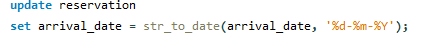 update reservation
set arrival_date = str_to_date(arrival_date, '%d-%m-%Y');